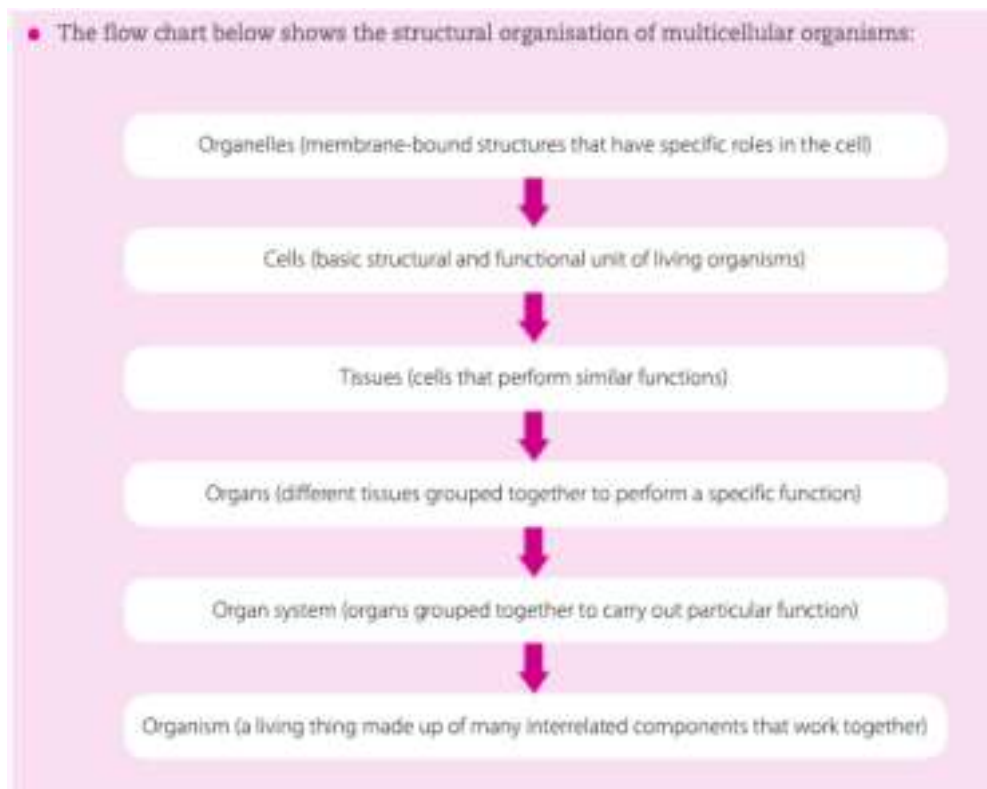 • The flow chart below shows the structural organisation of multicellular organisms:
Organelles (membrane-bound structures that have specific roles in the cell)
Cells (basic structural and functional unit of living organisms)
Tissues (cells that perform similar functions)
Organs (different tissues grouped together to perform a specific function)
Organ system (organs grouped together to carry out particular function)
Organism (a living thing made up of many interrelated components that work together)